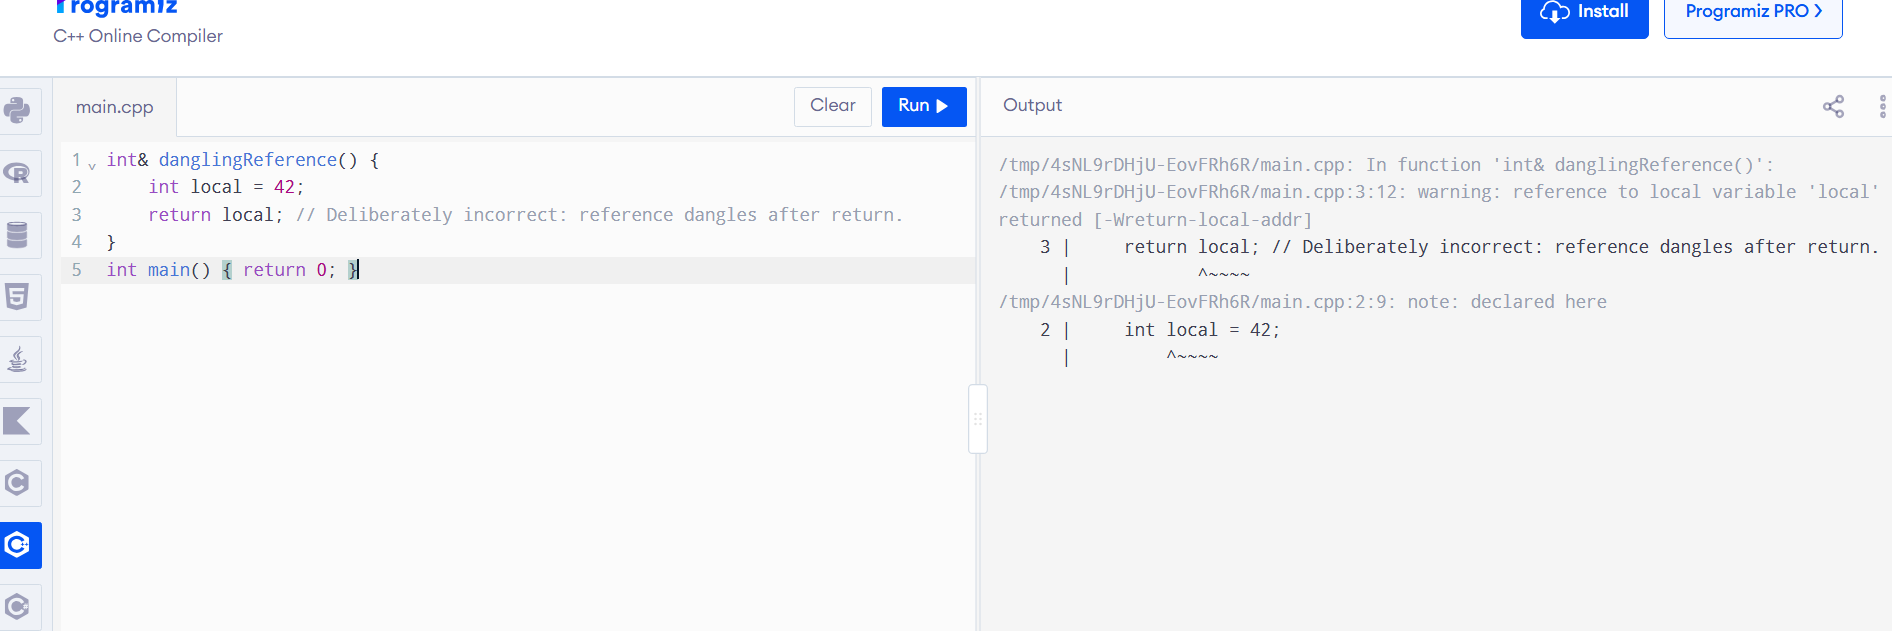 Programiz
C++ Online Compiler
Install
Programiz PRO
main.cpp
Clear
Run
Output
1 int& danglingReference() {
2     int local = 42;
3     return local; // Deliberately incorrect: reference dangles after return.
4 }
5 int main() { return 0; }
/tmp/4sNL9rDHjU-EovFRh6R/main.cpp: In function 'int& danglingReference()':
/tmp/4sNL9rDHjU-EovFRh6R/main.cpp:3:12: warning: reference to local variable 'local'
returned [-Wreturn-local-addr]
    3 |     return local; // Deliberately incorrect: reference dangles after return.
      |            ^~~~~
/tmp/4sNL9rDHjU-EovFRh6R/main.cpp:2:9: note: declared here
    2 |     int local = 42;
      |         ^~~~~